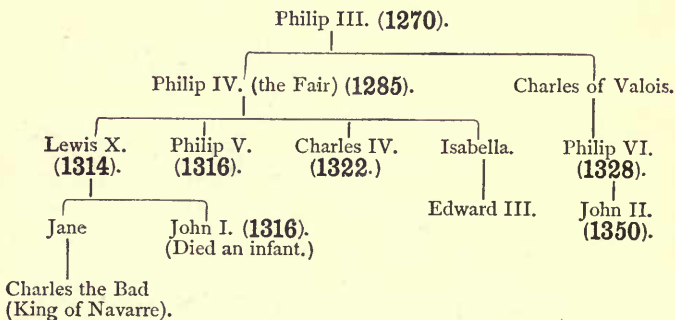 Philip III. (1270).
Philip IV. (the Fair) (1285). Charles of Valois.
Lewis X. Philip V. Charles IV. Isabella. Philip VI.
(1314). (1316). (1322.) (1328).
Edward III. John II.
Jane John I. (1316). (1350).
(Died an infant.)
Charles the Bad
(King of Navarre).